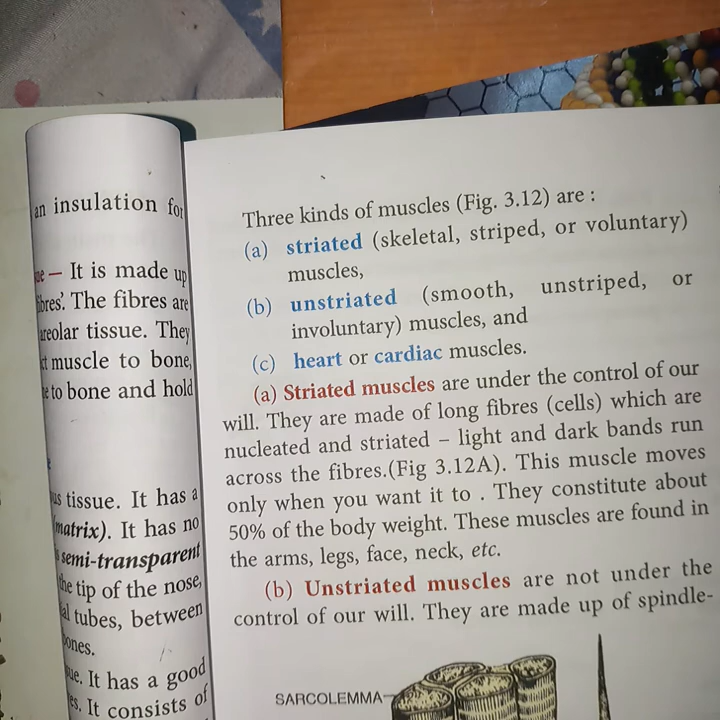 an insulation for
— It is made up
The fibres are
areolar tissue. They
muscle to bone,
to bone and hold
tissue. It has a
matrix). It has no
semi-transparent
the tip of the nose,
tubes, between
bones.
It has a good
It consists of
Three kinds of muscles (Fig. 3.12) are :
(a) striated (skeletal, striped, or voluntary)
muscles,
(b) unstriated (smooth, unstriped, or
involuntary) muscles, and
(c) heart or cardiac muscles.
(a) Striated muscles are under the control of our
will. They are made of long fibres (cells) which are
nucleated and striated – light and dark bands run
across the fibres.(Fig 3.12A). This muscle moves
only when you want it to . They constitute about
50% of the body weight. These muscles are found in
the arms, legs, face, neck, etc.
(b) Unstriated muscles are not under the
control of our will. They are made up of spindle-
SARCOLEMMA